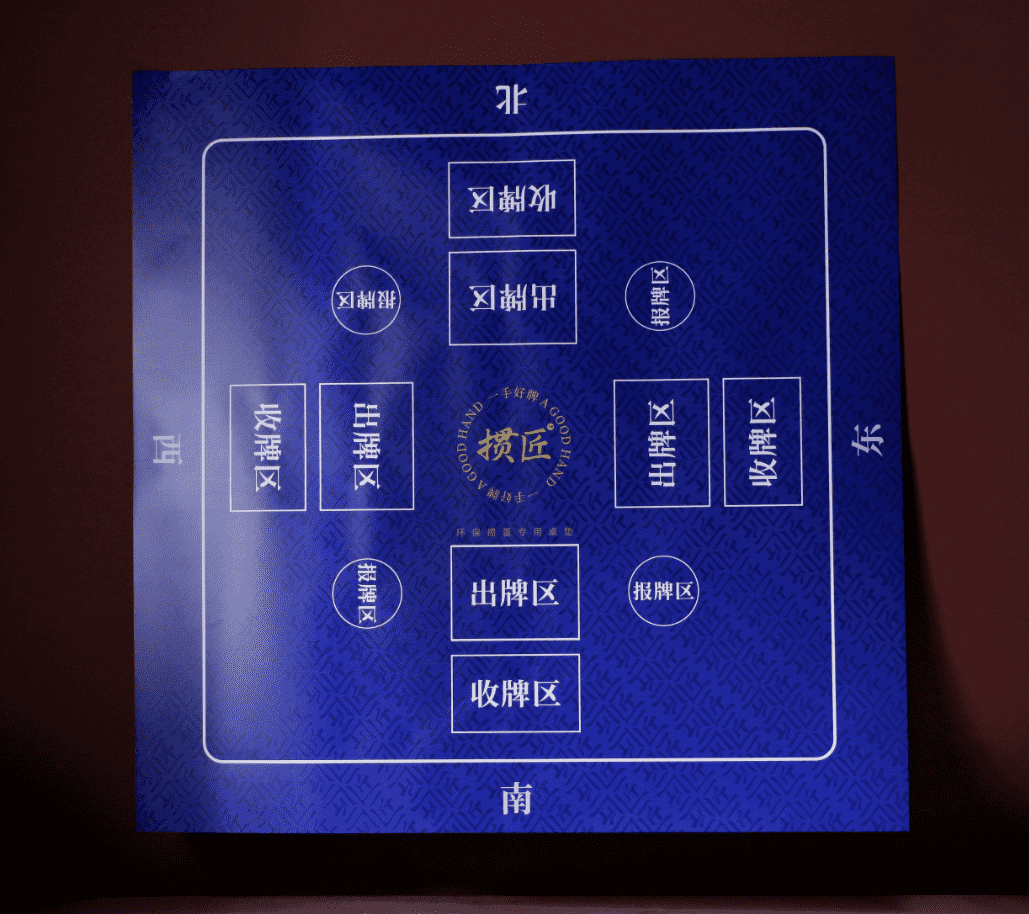 北
收牌区
出牌区
报牌区
报牌区
西
收牌区
出牌区
一手好牌 A GOOD HAND 一手好牌 A GOOD HAND
掼匠
出牌区
收牌区
东
环保掼蛋专用桌垫
报牌区
出牌区
报牌区
收牌区
南